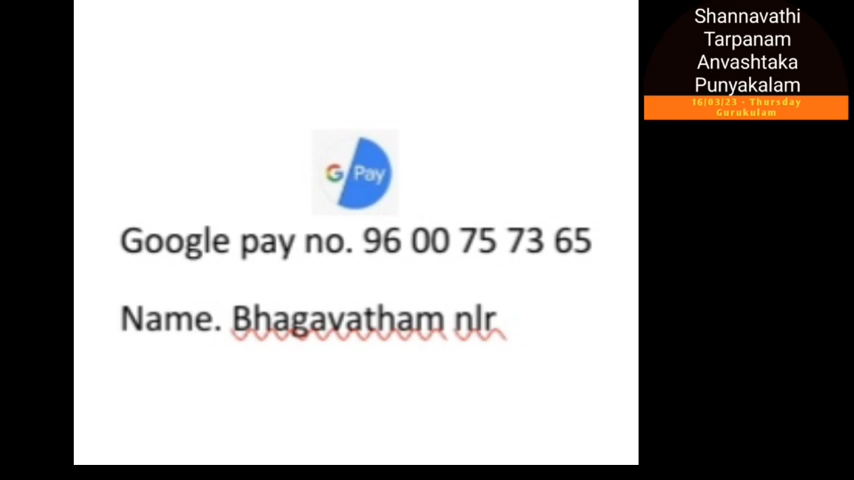 G Pay
Google pay no. 96 00 75 73 65
Name. Bhagavatham nlr
Shannavathi
Tarpanam
Anvashtaka
Punyakalam
16/03/23 - Thursday
Gurukulam